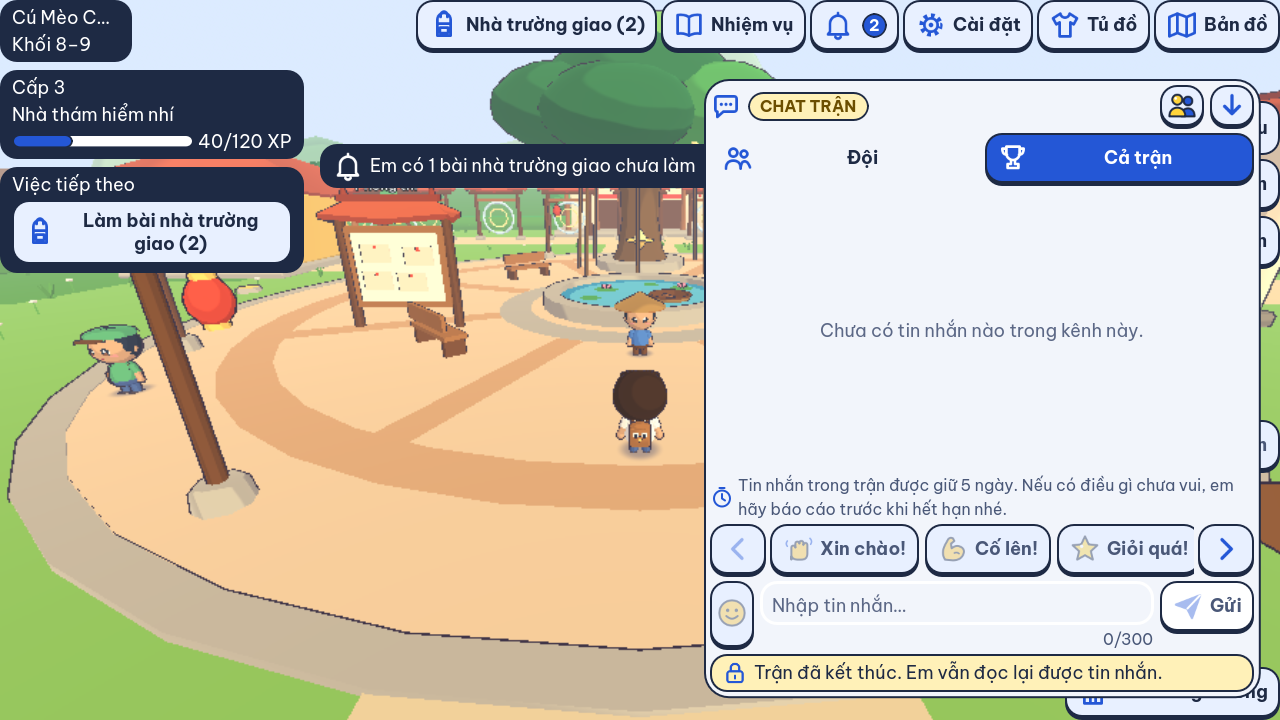 Cú Mèo C...
Khối 8-9
Nhà trường giao (2)
Nhiệm vụ
2
Cài đặt
Tủ đồ
Bản đồ
Cấp 3
Nhà thám hiểm nhí
40/120 XP
Em có 1 bài nhà trường giao chưa làm
Việc tiếp theo
Làm bài nhà trường
giao (2)
CHAT TRẬN
Đội
Cả trận
Chưa có tin nhắn nào trong kênh này.
Tin nhắn trong trận được giữ 5 ngày. Nếu có điều gì chưa vui, em
hãy báo cáo trước khi hết hạn nhé.
Xin chào!
Cố lên!
Giỏi quá!
Nhập tin nhắn...
Gửi
0/300
Trận đã kết thúc. Em vẫn đọc lại được tin nhắn.